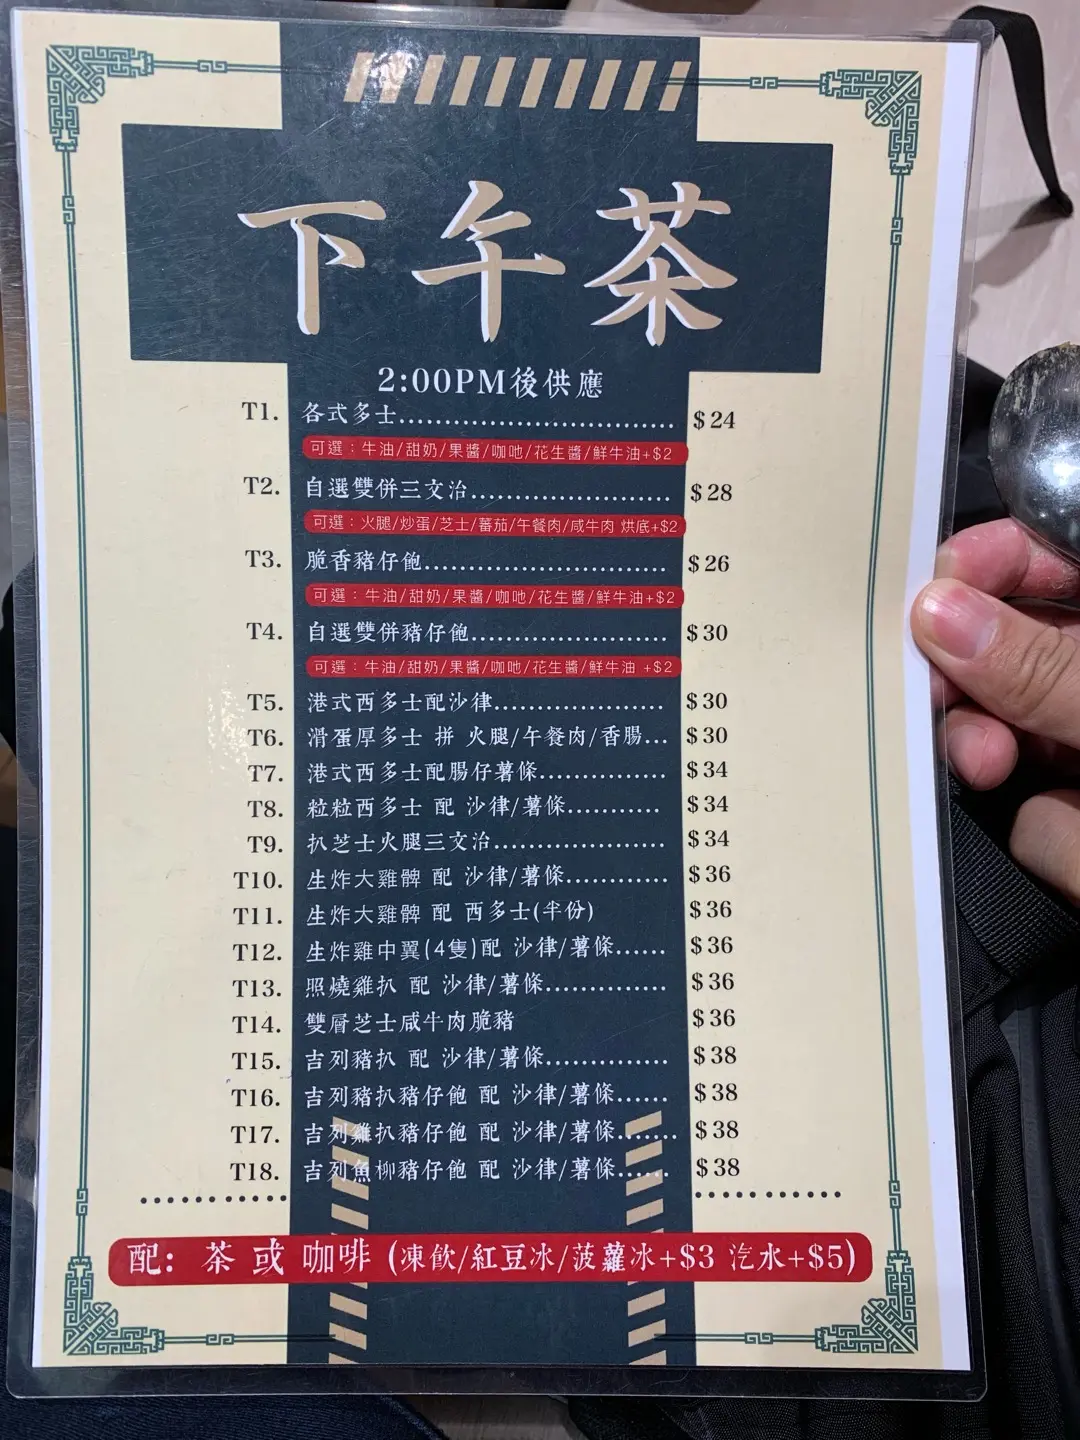 下午茶
2:00PM後供應
T1. 各式多士.............................. $24
可選：牛油/甜奶/果醬/咖吔/花生醬/鮮牛油+$2
T2. 自選雙併三文治...................... $28
可選：火腿/炒蛋/芝士/蕃茄/午餐肉/咸牛肉 烘底+$2
T3. 脆香豬仔飽........................... $26
可選：牛油/甜奶/果醬/咖吔/花生醬/鮮牛油+$2
T4. 自選雙併豬仔飽...................... $30
可選：牛油/甜奶/果醬/咖吔/花生醬/鮮牛油 +$2
T5. 港式西多士配沙律................... $30
T6. 滑蛋厚多士 拼 火腿/午餐肉/香腸... $30
T7. 港式西多士配腸仔薯條.............. $34
T8. 粒粒西多士 配 沙律/薯條.......... $34
T9. 扒芝士火腿三文治................... $34
T10. 生炸大雞髀 配 沙律/薯條........... $36
T11. 生炸大雞髀 配 西多士(半份) $36
T12. 生炸雞中翼(4隻)配 沙律/薯條...... $36
T13. 照燒雞扒 配 沙律/薯條............. $36
T14. 雙層芝士咸牛肉脆豬 $36
T15. 吉列豬扒 配 沙律/薯條............. $38
T16. 吉列豬扒豬仔飽 配 沙律/薯條...... $38
T17. 吉列雞扒豬仔飽 配 沙律/薯條....... $38
T18. 吉列魚柳豬仔飽 配 沙律/薯條...... $38
配: 茶 或 咖啡 (凍飲/紅豆冰/菠蘿冰+$3 汽水+$5)